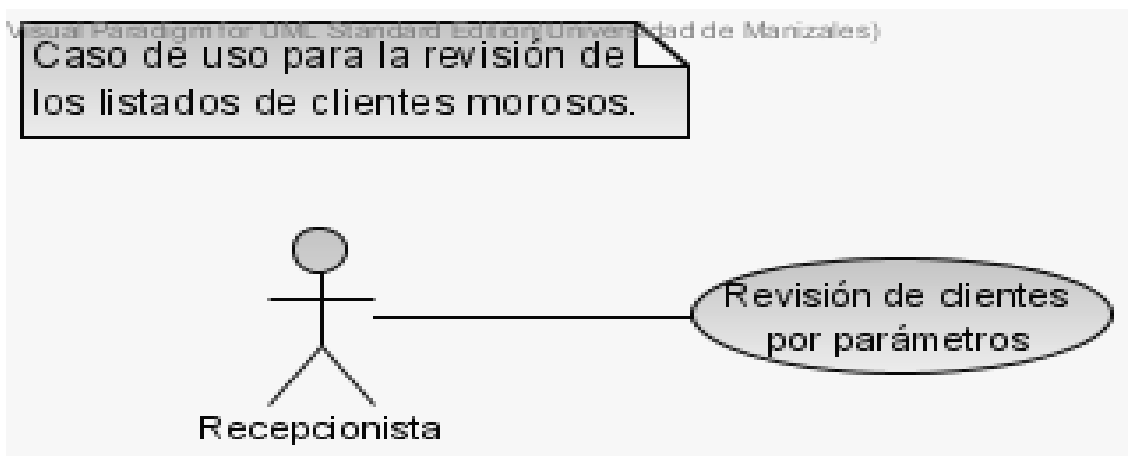 Visual Paradigm for UML Standard Edition(Universidad de Manizales)
Caso de uso para la revisión de
los listados de clientes morosos.
Revisión de clientes
por parámetros
Recepcionista